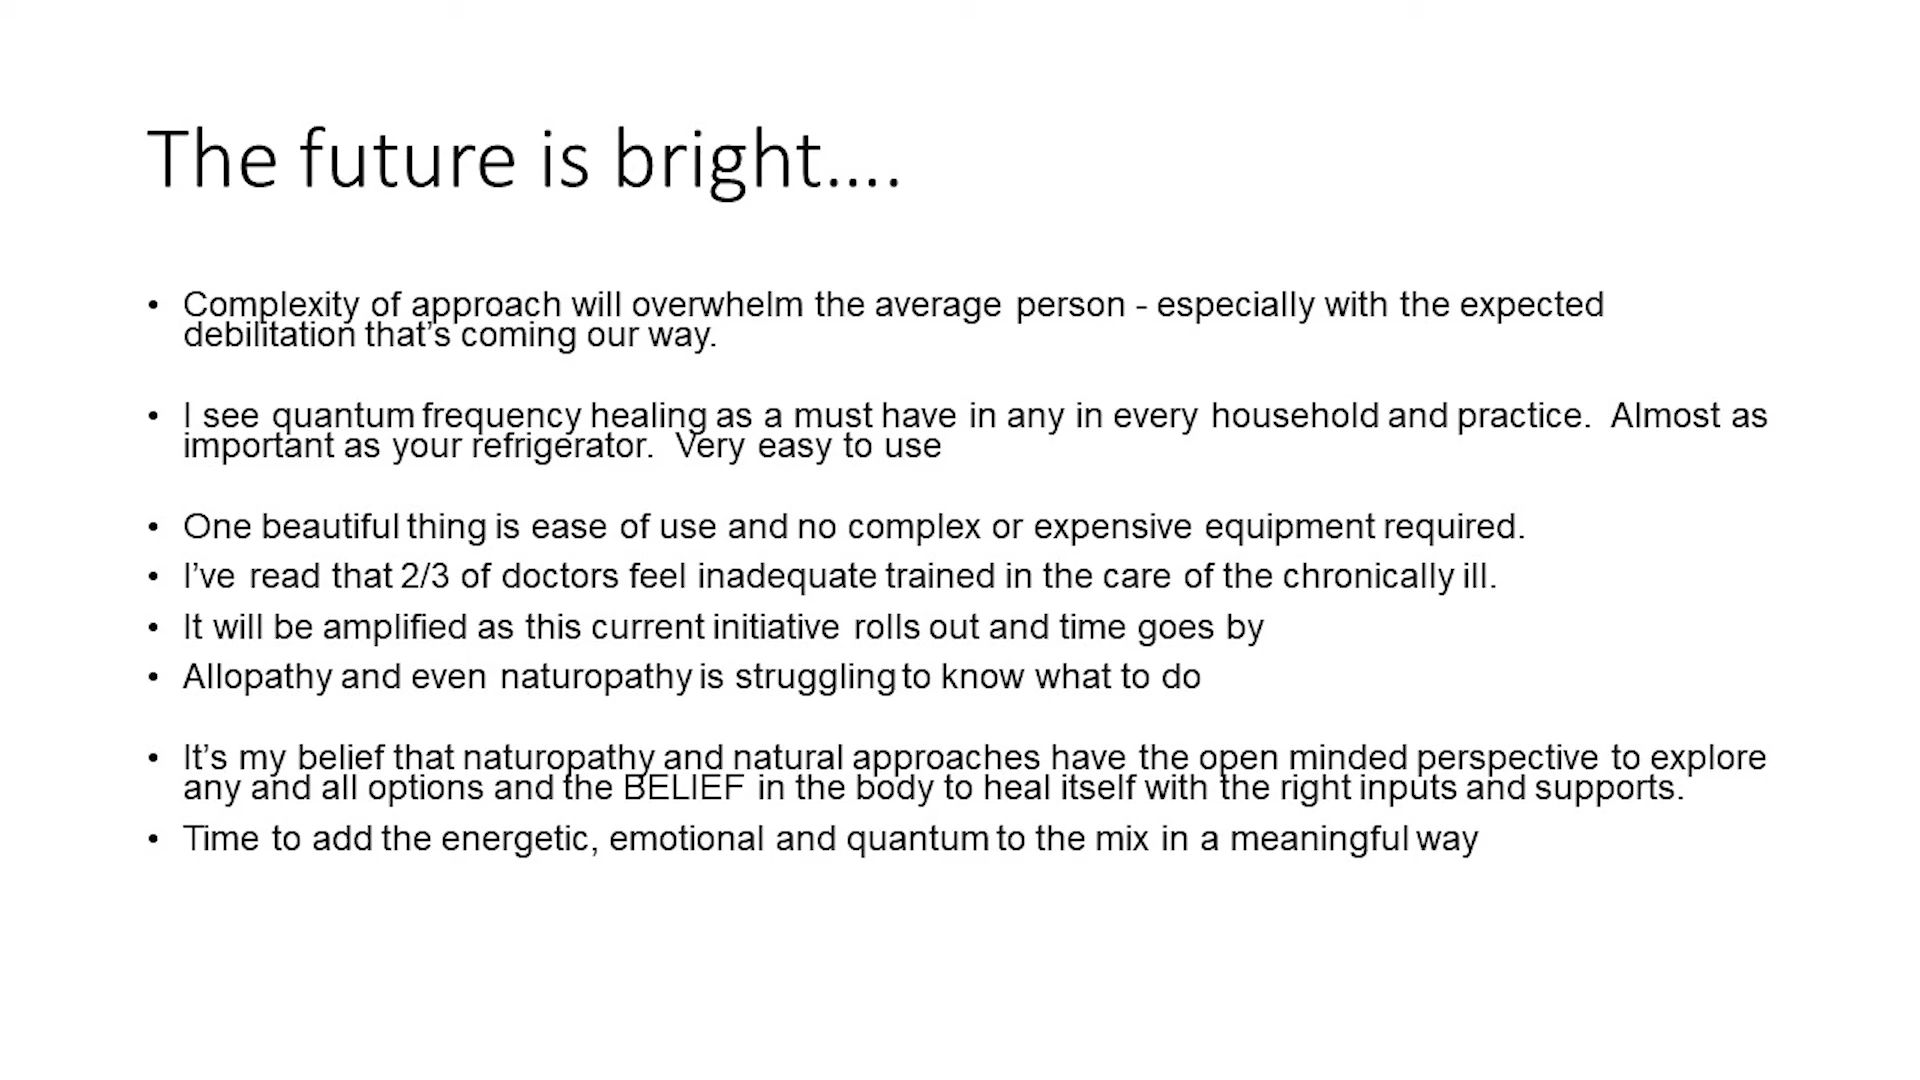 The future is bright....
• Complexity of approach will overwhelm the average person - especially with the expected
debilitation that's coming our way.
• I see quantum frequency healing as a must have in any in every household and practice. Almost as
important as your refrigerator. Very easy to use
• One beautiful thing is ease of use and no complex or expensive equipment required.
• I've read that 2/3 of doctors feel inadequate trained in the care of the chronically ill.
• It will be amplified as this current initiative rolls out and time goes by
• Allopathy and even naturopathy is struggling to know what to do
• It's my belief that naturopathy and natural approaches have the open minded perspective to explore
any and all options and the BELIEF in the body to heal itself with the right inputs and supports.
• Time to add the energetic, emotional and quantum to the mix in a meaningful way